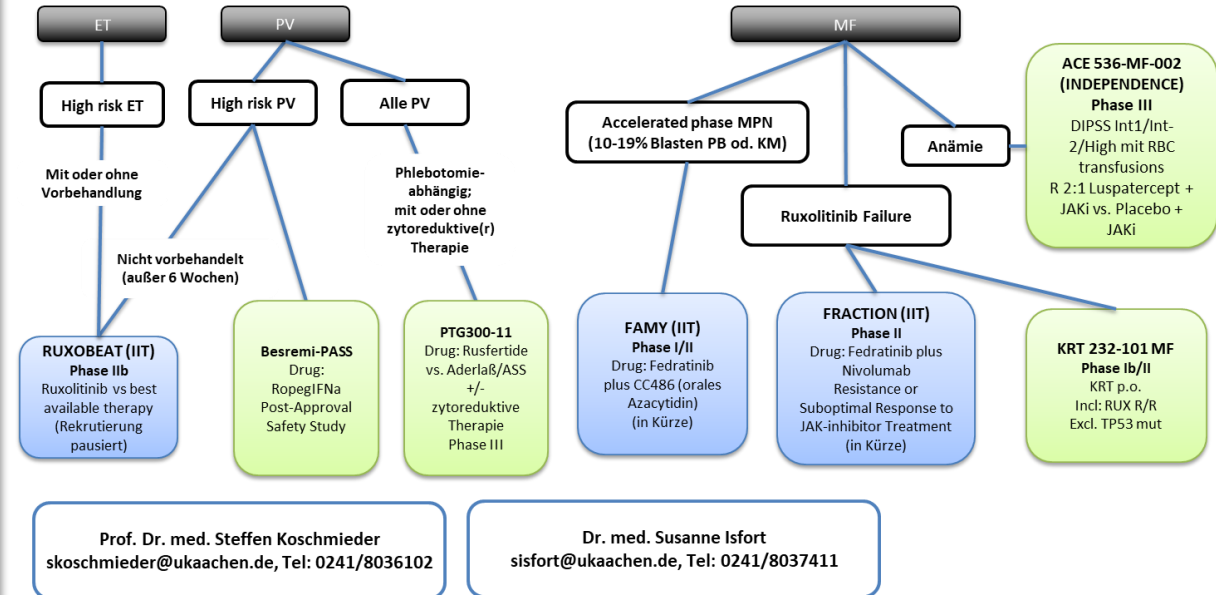 ET
PV
MF
High risk ET
High risk PV
Alle PV
Accelerated phase MPN
(10-19% Blasten PB od. KM)
Anämie
ACE 536-MF-002
(INDEPENDENCE)
Phase III
DIPSS Int1/Int-
2/High mit RBC
transfusions
R 2:1 Luspatercept +
JAKi vs. Placebo +
JAKi
Mit oder ohne
Vorbehandlung
Phlebotomie-
abhängig;
mit oder ohne
zytoreduktive(r)
Therapie
Ruxolitinib Failure
Nicht vorbehandelt
(außer 6 Wochen)
RUXOBEAT (IIT)
Phase IIb
Ruxolitinib vs best
available therapy
(Rekrutierung
pausiert)
Besremi-PASS
Drug:
RopegIFNa
Post-Approval
Safety Study
PTG300-11
Drug: Rusfertide
vs. Aderlaß/ASS
+/-
zytoreduktive
Therapie
Phase III
FAMY (IIT)
Phase I/II
Drug: Fedratinib
plus CC486 (orales
Azacytidin)
(in Kürze)
FRACTION (IIT)
Phase II
Drug: Fedratinib plus
Nivolumab
Resistance or
Suboptimal Response to
JAK-inhibitor Treatment
(in Kürze)
KRT 232-101 MF
Phase Ib/II
KRT p.o.
Incl: RUX R/R
Excl. TP53 mut
Prof. Dr. med. Steffen Koschmieder
skoschmieder@ukaachen.de, Tel: 0241/8036102
Dr. med. Susanne Isfort
sisfort@ukaachen.de, Tel: 0241/8037411